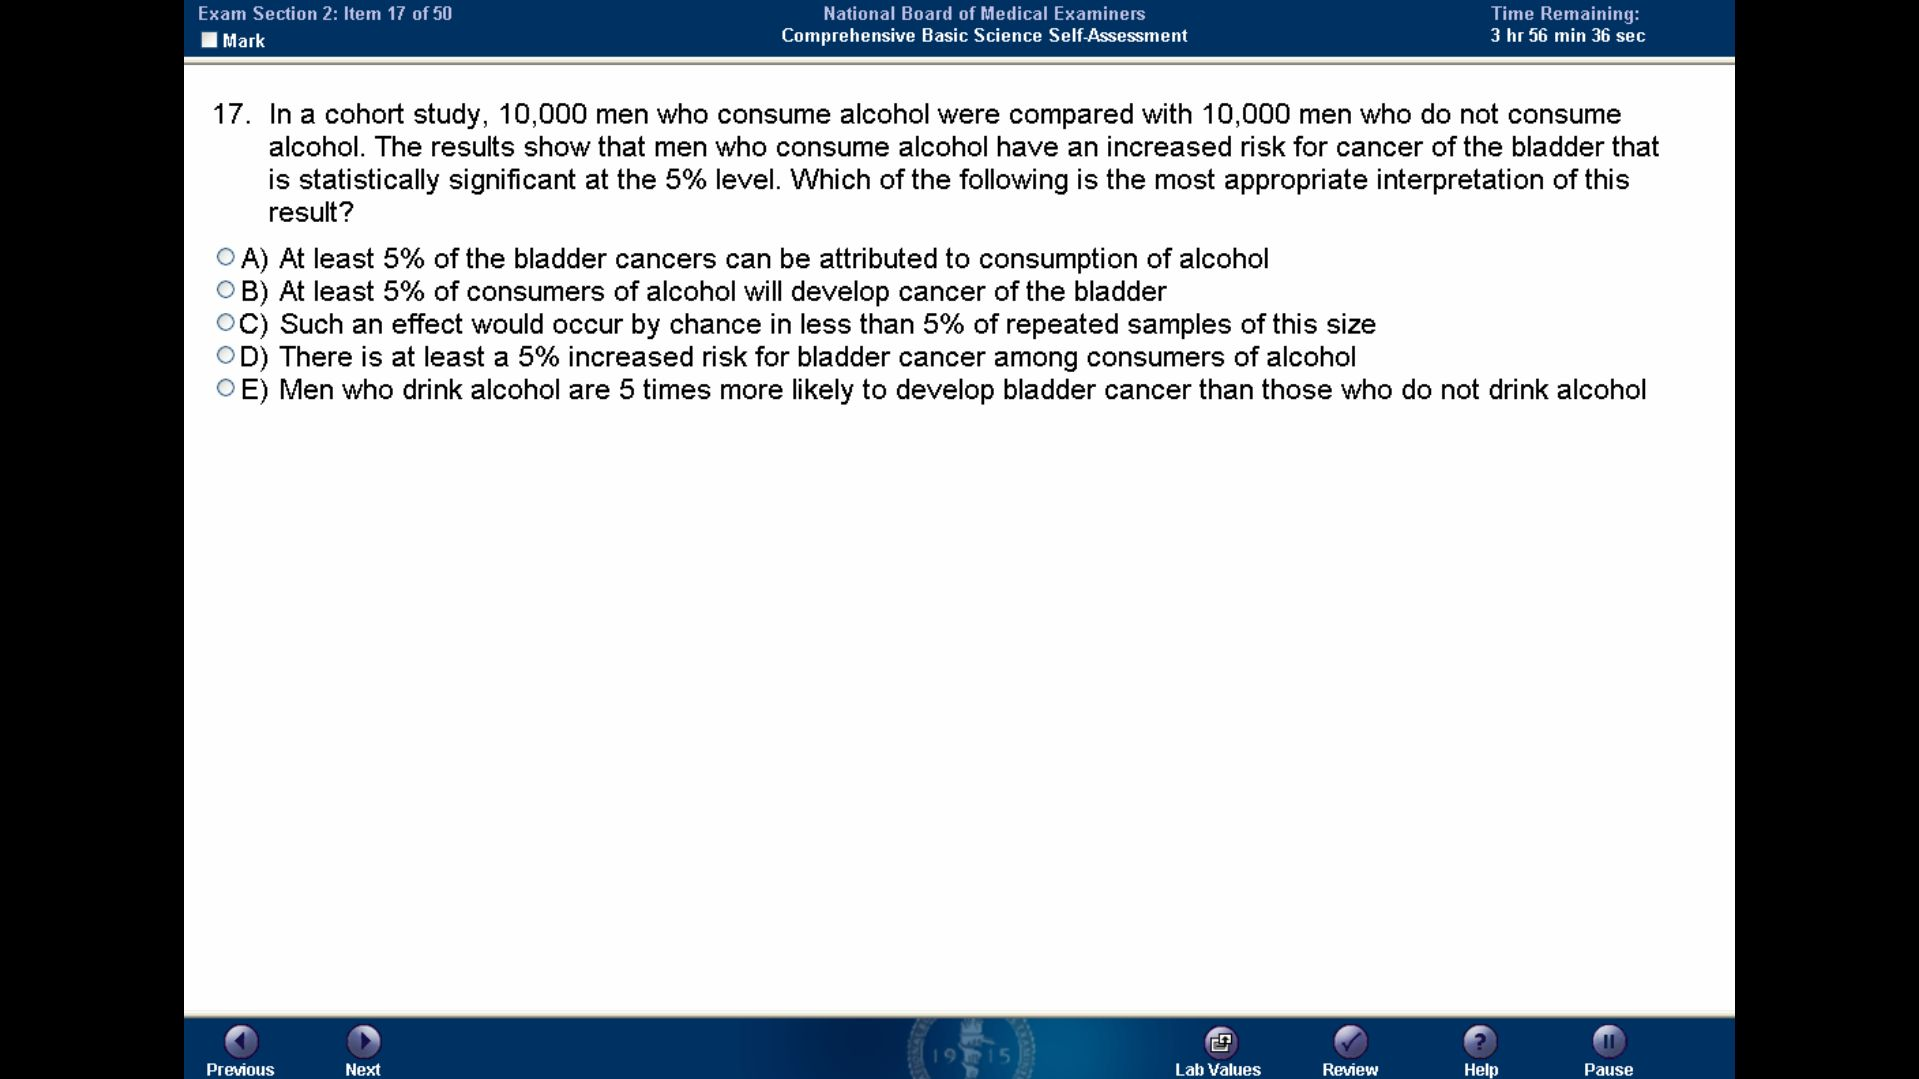 Exam Section 2: Item 17 of 50
National Board of Medical Examiners
Time Remaining:
Mark
Comprehensive Basic Science Self-Assessment
3 hr 56 min 36 sec
17. In a cohort study, 10,000 men who consume alcohol were compared with 10,000 men who do not consume
alcohol. The results show that men who consume alcohol have an increased risk for cancer of the bladder that
is statistically significant at the 5% level. Which of the following is the most appropriate interpretation of this
result?
A) At least 5% of the bladder cancers can be attributed to consumption of alcohol
B) At least 5% of consumers of alcohol will develop cancer of the bladder
C) Such an effect would occur by chance in less than 5% of repeated samples of this size
D) There is at least a 5% increased risk for bladder cancer among consumers of alcohol
E) Men who drink alcohol are 5 times more likely to develop bladder cancer than those who do not drink alcohol
1915
Previous
Next
Lab Values
Review
Help
Pause